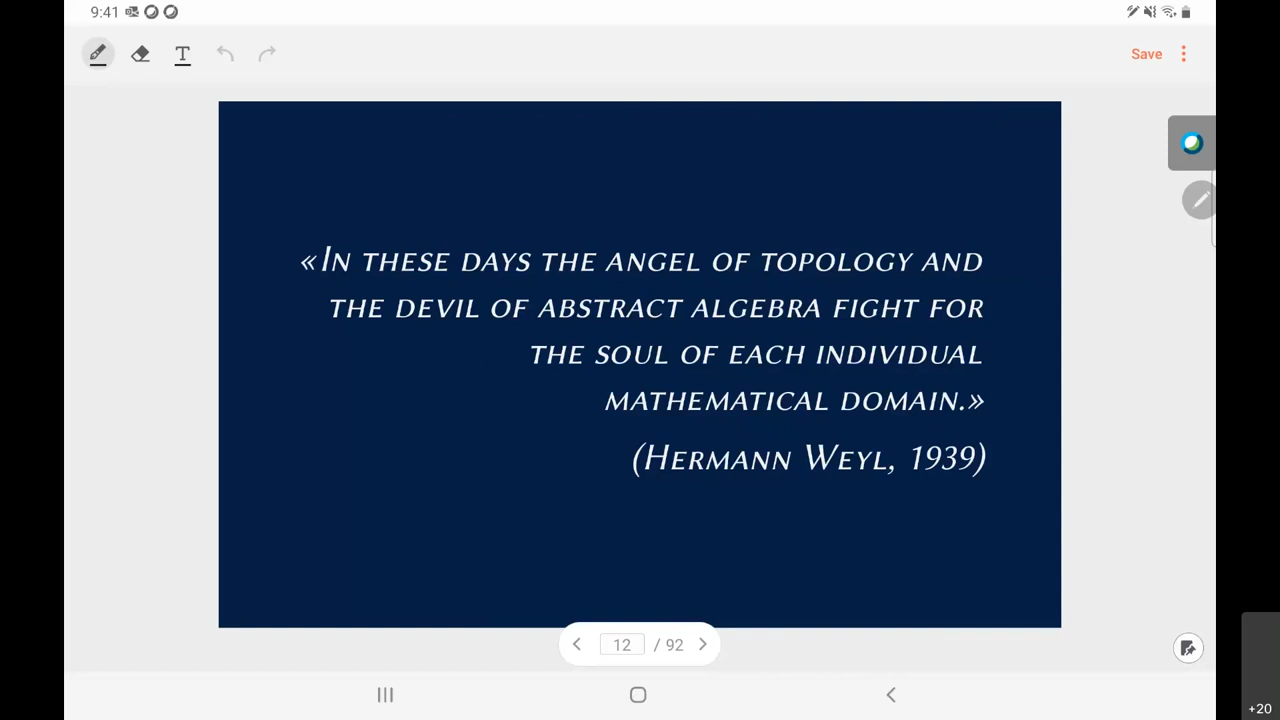 9:41
T
Save
«In these days the angel of topology and
the devil of abstract algebra fight for
the soul of each individual
mathematical domain.»
(Hermann Weyl, 1939)
12 / 92
+20